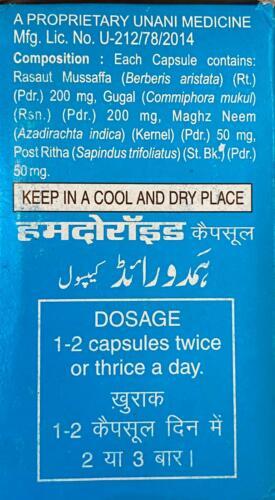 A PROPRIETARY UNANI MEDICINE
Mfg. Lic. No. U-212/78/2014
Composition : Each Capsule contains:
Rasaut Mussaffa (Berberis aristata) (Rt.)
(Pdr.) 200 mg, Gugal (Commiphora mukul)
(Rsn.) (Pdr.) 200 mg, Maghz Neem
(Azadirachta indica) (Kernel) (Pdr.) 50 mg,
Post Ritha (Sapindus trifoliatus) (St. Bk.) (Pdr.)
50 mg.
KEEP IN A COOL AND DRY PLACE
हमदोरॉइड कैपसूल
ہمدورائڈ کیپسول
DOSAGE
1-2 capsules twice
or thrice a day.
खुराक
1-2 कैपसूल दिन में
2 या 3 बार।